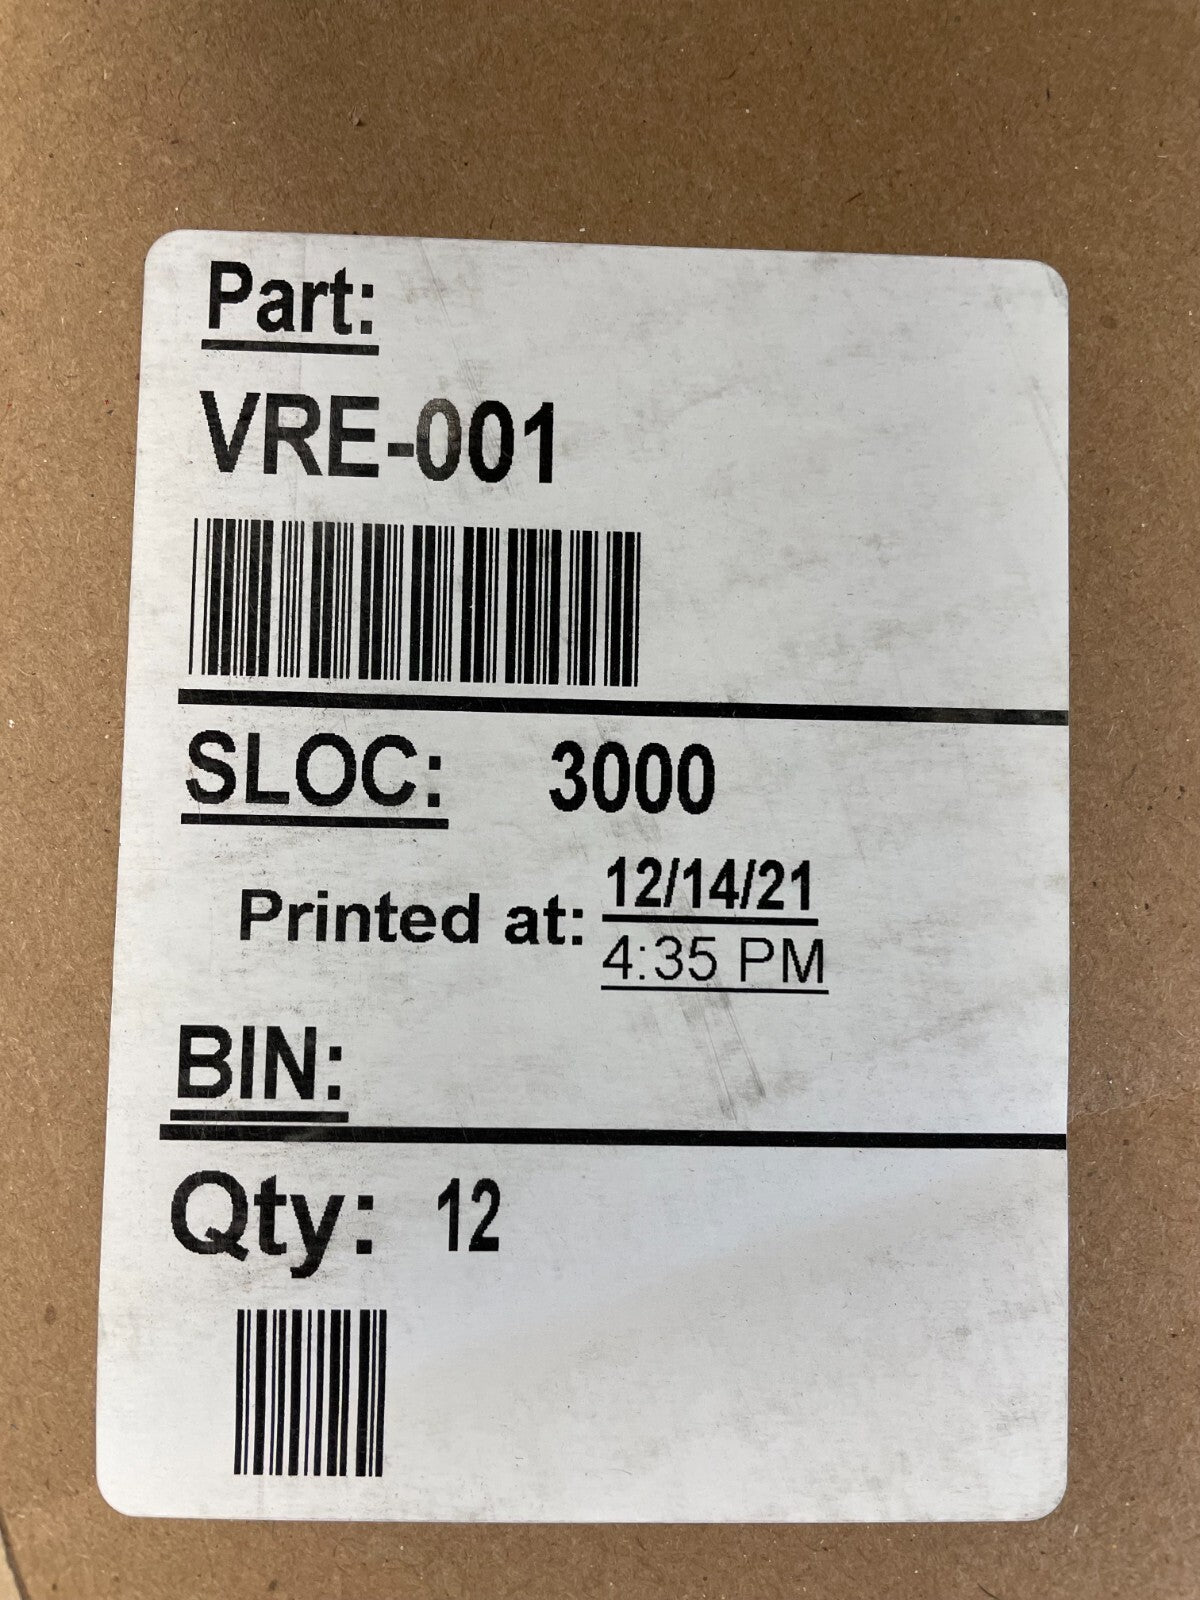 Part:
VRE-001
SLOC: 3000
Printed at: 12/14/21
4:35 PM
BIN:
Qty: 12